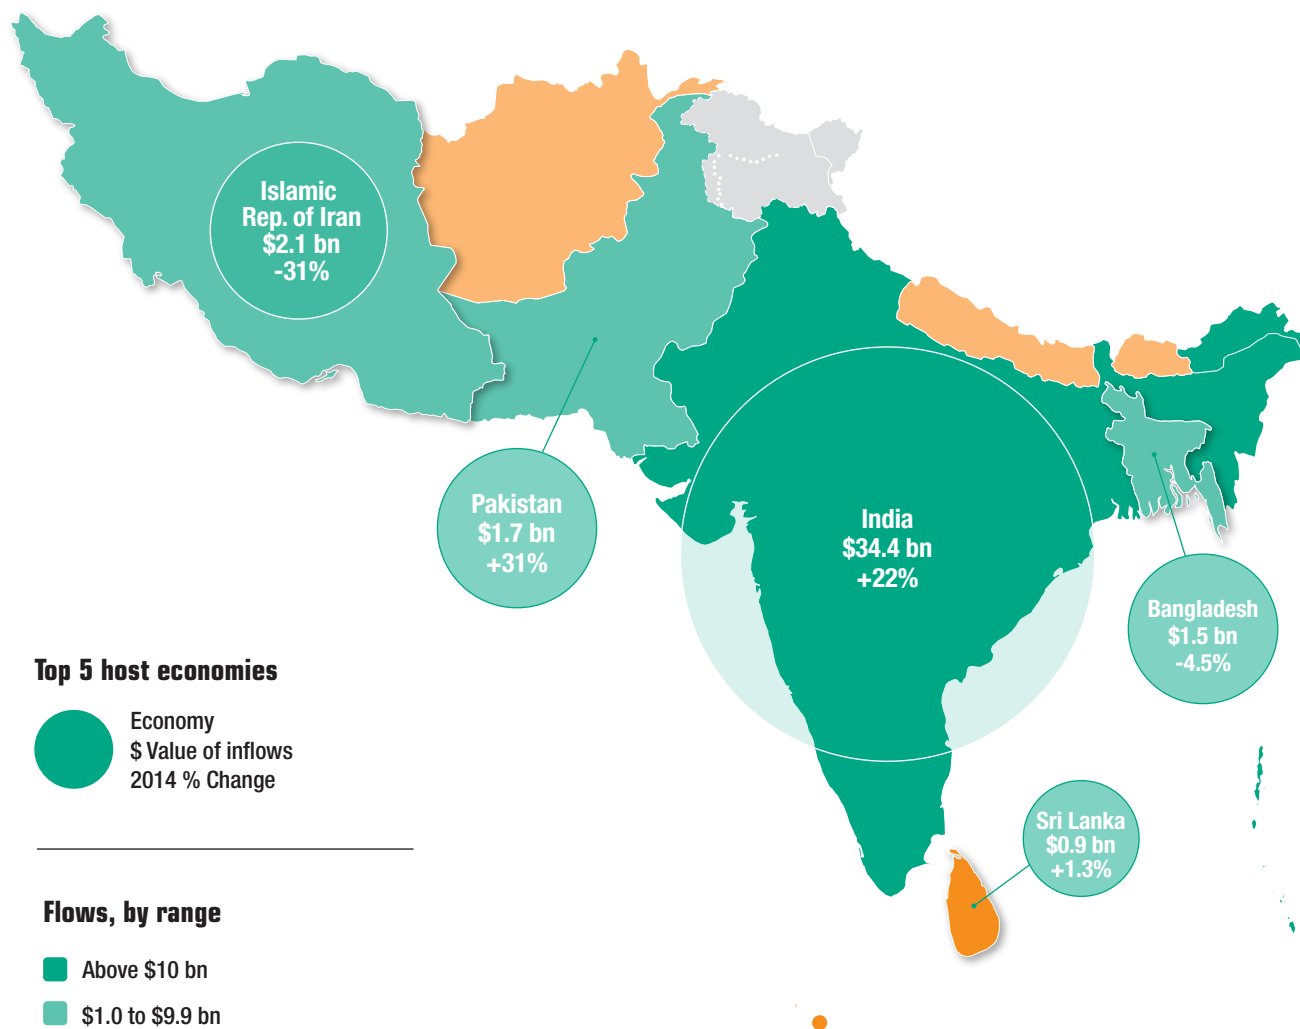 Islamic
Rep. of Iran
$2.1 bn
-31%
Pakistan
$1.7 bn
+31%
India
$34.4 bn
+22%
Bangladesh
$1.5 bn
-4.5%
Sri Lanka
$0.9 bn
+1.3%
Top 5 host economies
Economy
$ Value of inflows
2014 % Change
Flows, by range
Above $10 bn
$1.0 to $9.9 bn